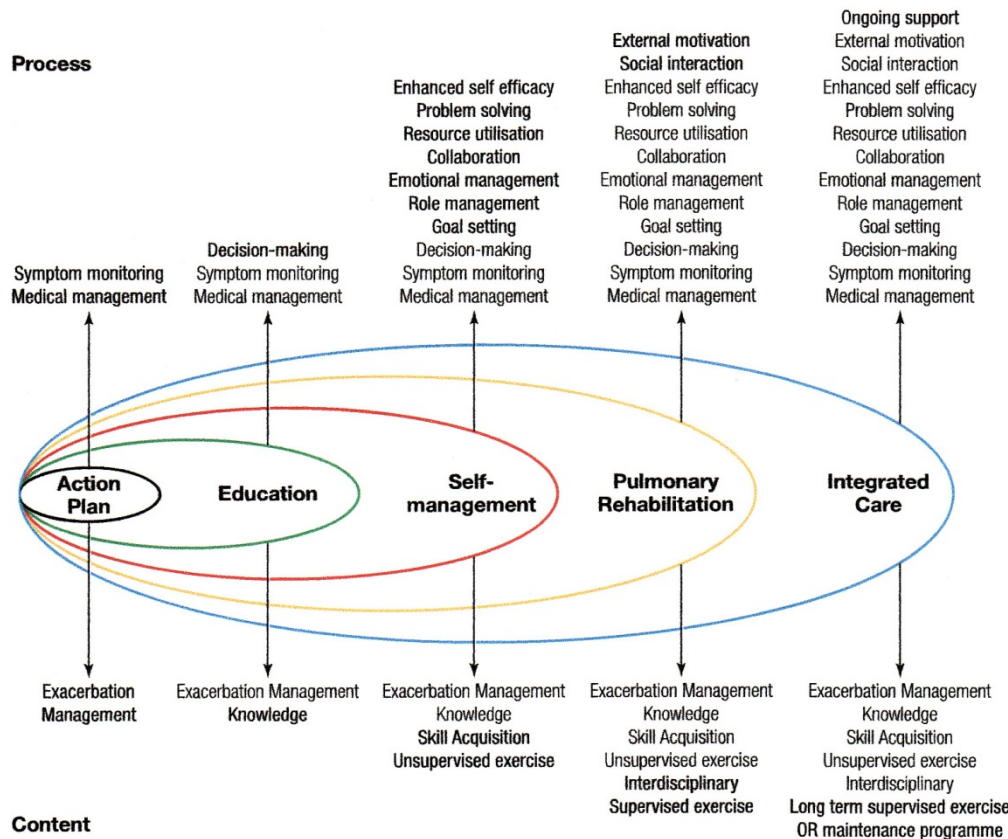 Process
Symptom monitoring
Medical management
Decision-making
Symptom monitoring
Medical management
Enhanced self efficacy
Problem solving
Resource utilisation
Collaboration
Emotional management
Role management
Goal setting
Decision-making
Symptom monitoring
Medical management
External motivation
Social interaction
Enhanced self efficacy
Problem solving
Resource utilisation
Collaboration
Emotional management
Role management
Goal setting
Decision-making
Symptom monitoring
Medical management
Ongoing support
External motivation
Social interaction
Enhanced self efficacy
Problem solving
Resource utilisation
Collaboration
Emotional management
Role management
Goal setting
Decision-making
Symptom monitoring
Medical management
Action
Plan
Education
Self-
management
Pulmonary
Rehabilitation
Integrated
Care
Exacerbation
Management
Exacerbation Management
Knowledge
Exacerbation Management
Knowledge
Skill Acquisition
Unsupervised exercise
Exacerbation Management
Knowledge
Skill Acquisition
Unsupervised exercise
Interdisciplinary
Supervised exercise
Exacerbation Management
Knowledge
Skill Acquisition
Unsupervised exercise
Interdisciplinary
Long term supervised exercise
OR maintenance programme
Content